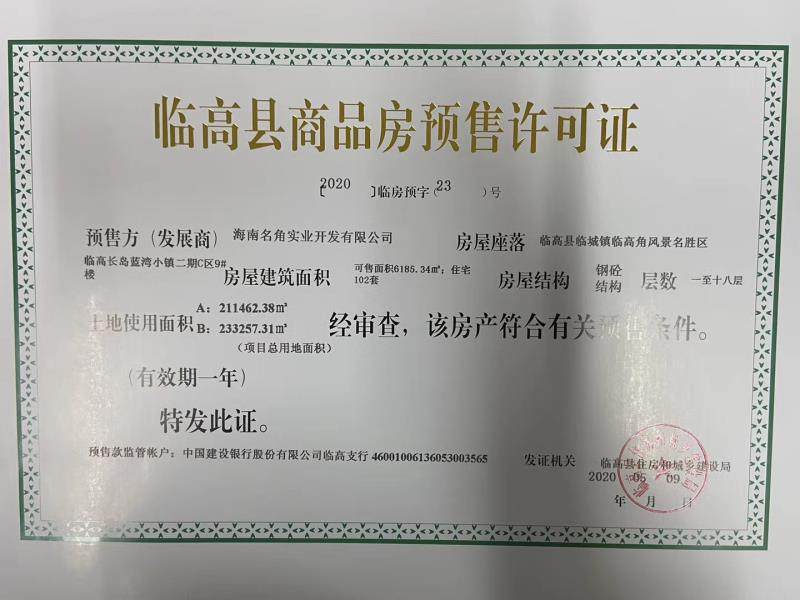 临高县商品房预售许可证
〔2020〕临房预字(23)号
预售方（发展商） 海南名角实业开发有限公司 房屋座落 临高县临城镇临高角风景名胜区
临高长岛蓝湾小镇二期C区9#楼 房屋建筑面积 可售面积6185.34㎡；住宅102套 房屋结构 钢砼结构 层数 一至十八层
土地使用面积 A：211462.38㎡
B：233257.31㎡
（项目总用地面积）
经审查，该房产符合有关预售条件。
（有效期一年）
特发此证。
预售款监管帐户：中国建设银行股份有限公司临高支行 46001006136053003565
发证机关 临高县住房和城乡建设局
2020 05 09
年 月 日